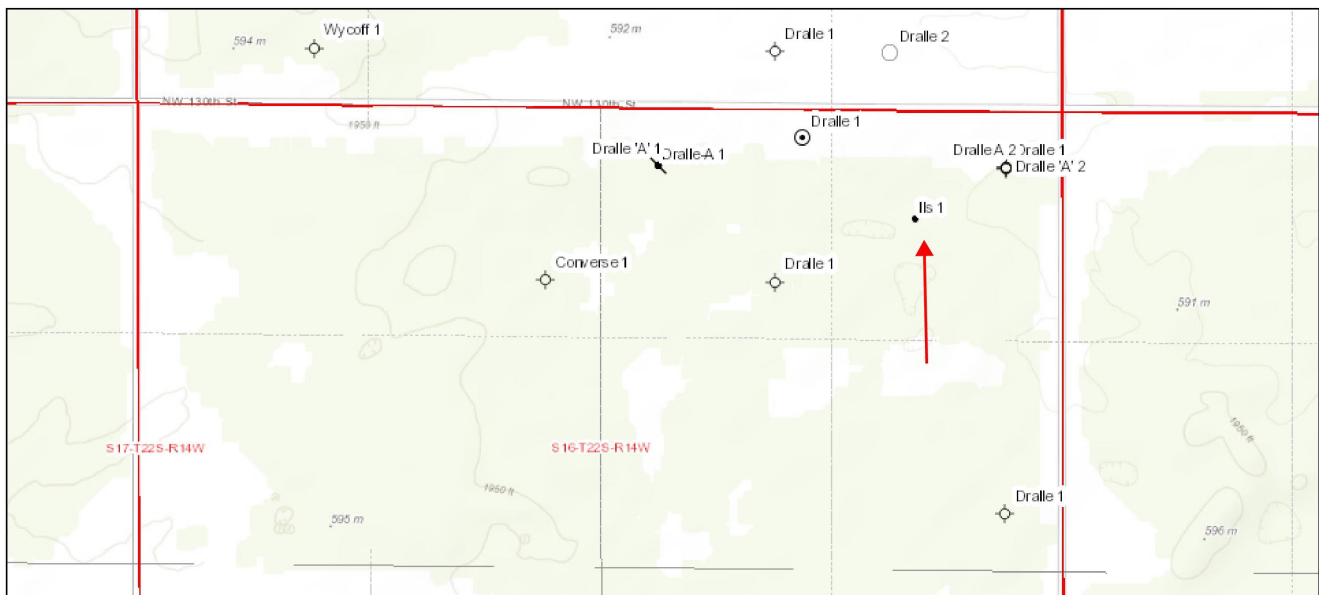 Wycoff 1
594 m
592 m
Dralle 1
Dralle 2
NW 130th St
NW 130th St
1950 ft
Dralle 1
Dralle 'A' 1
Dralle-A 1
Dralle A 2
Dralle 1
Dralle 'A' 2
Ils 1
Converse 1
Dralle 1
591 m
S17-T22S-R14W
S16-T22S-R14W
1950 ft
1950 ft
595 m
Dralle 1
596 m